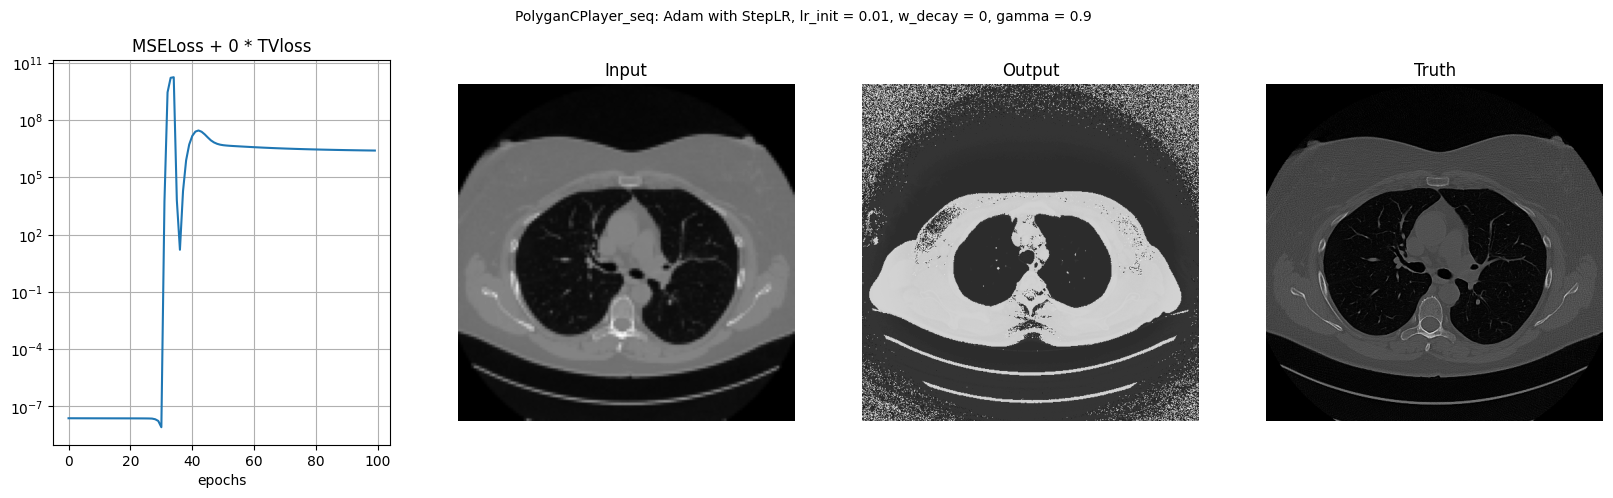 PolyganCPlayer_seq: Adam with StepLR, lr_init = 0.01, w_decay = 0, gamma = 0.9
MSELoss + 0 * TVloss
Input
Output
Truth
10^11
10^8
10^5
10^2
10^-1
10^-4
10^-7
0 20 40 60 80 100
epochs